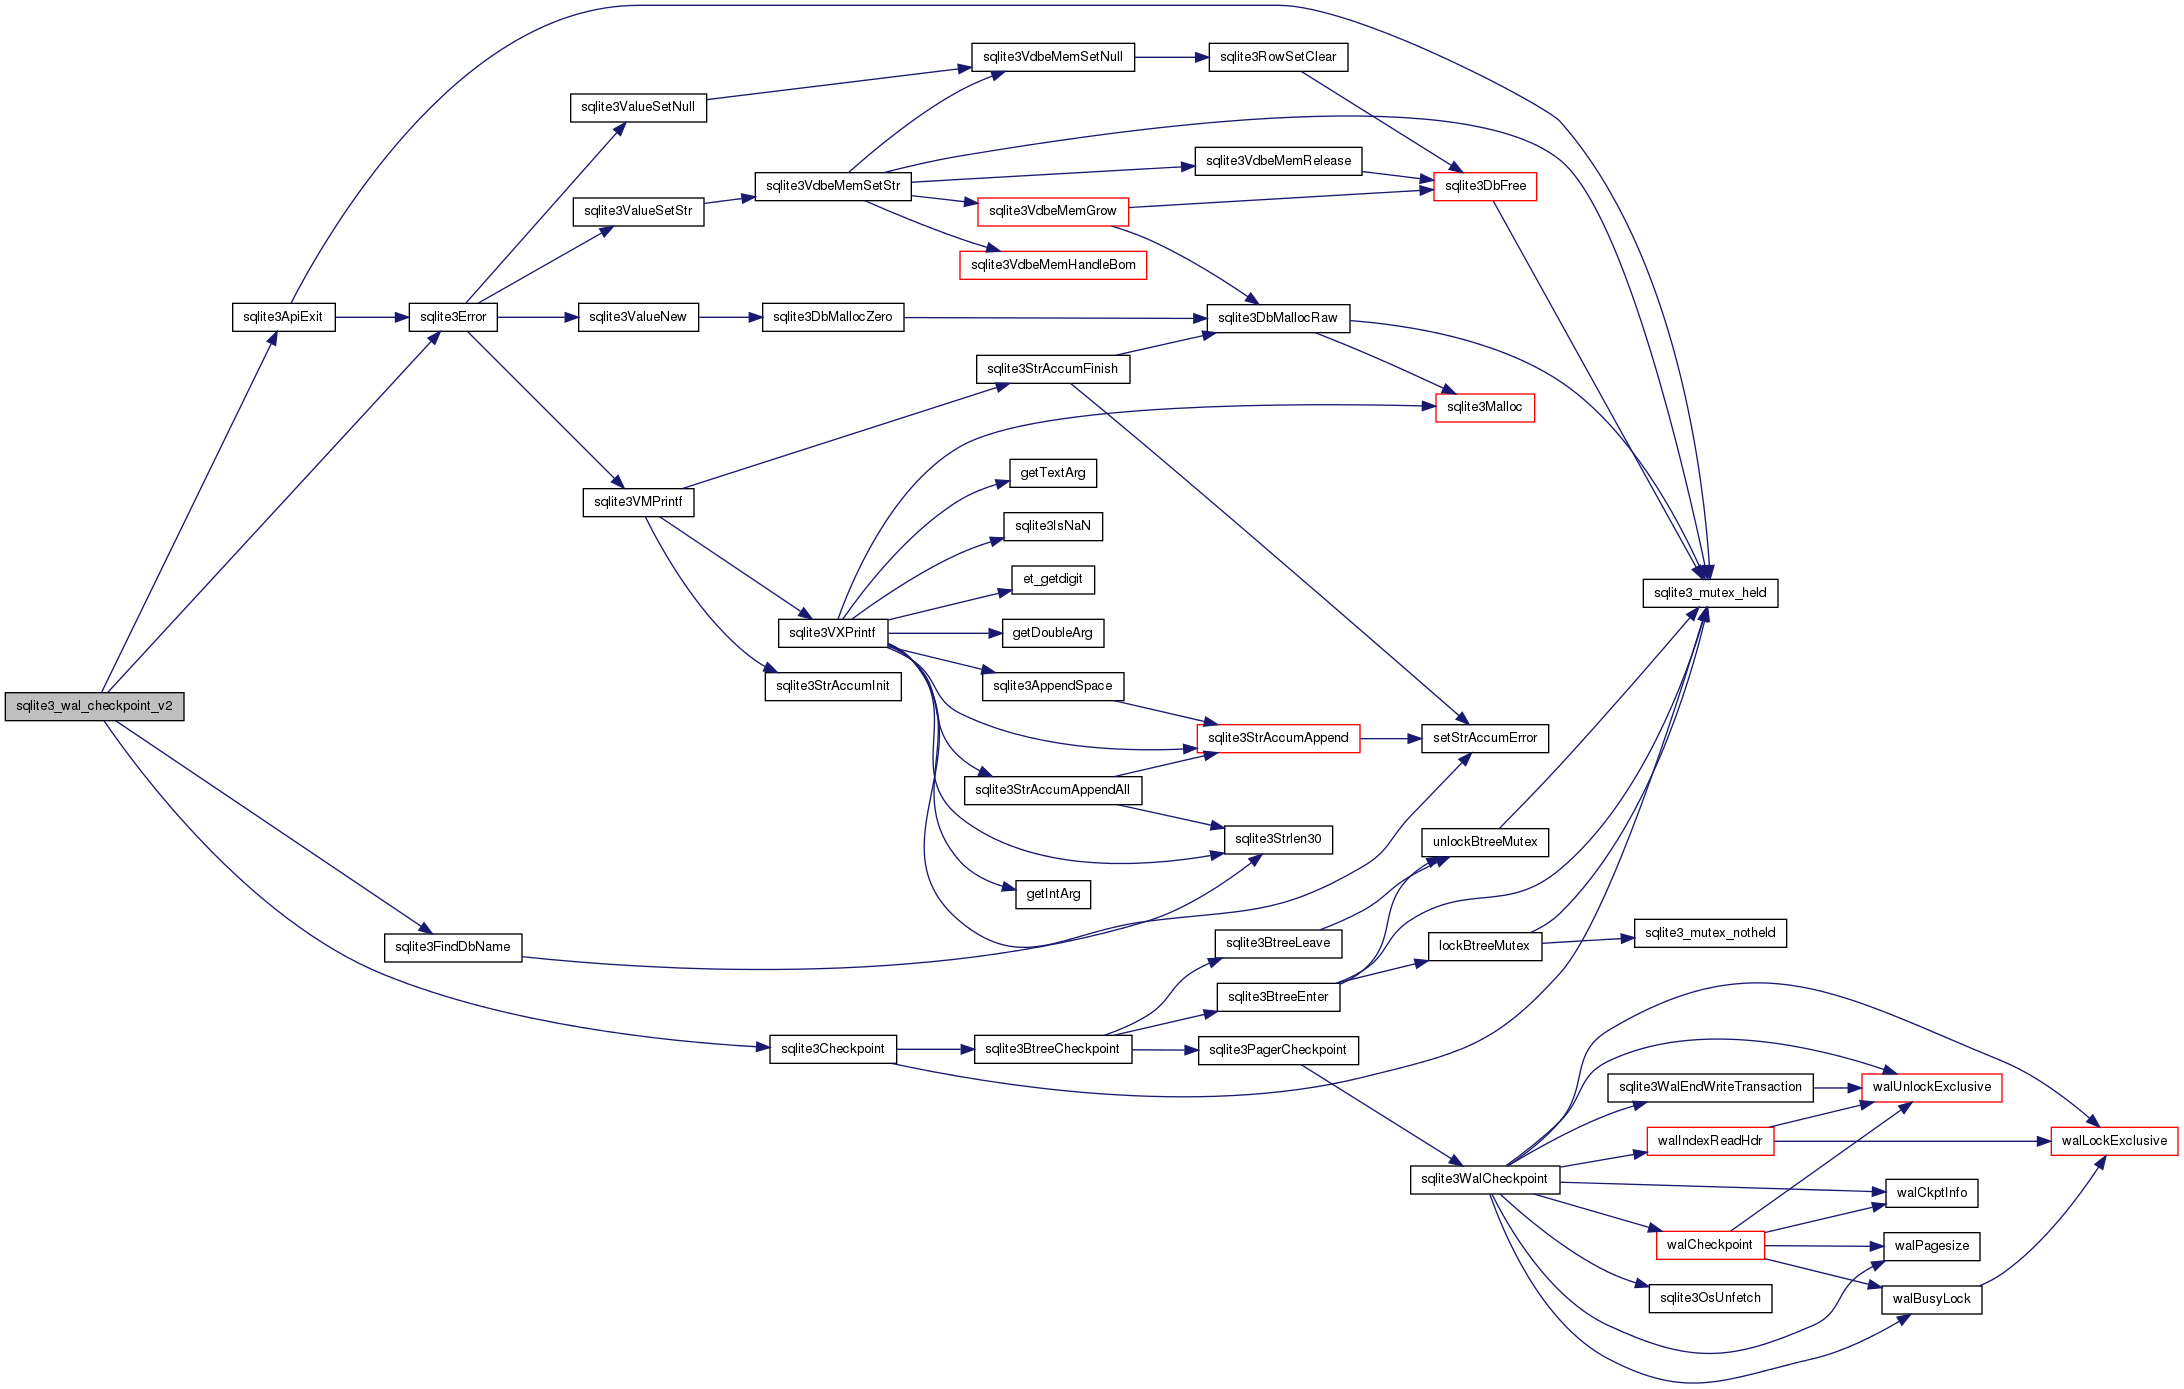 sqlite3VdbeMemSetNull
sqlite3RowSetClear
sqlite3ValueSetNull
sqlite3VdbeMemRelease
sqlite3VdbeMemSetStr
sqlite3DbFree
sqlite3ValueSetStr
sqlite3VdbeMemGrow
sqlite3VdbeMemHandleBom
sqlite3ApiExit
sqlite3Error
sqlite3ValueNew
sqlite3DbMallocZero
sqlite3DbMallocRaw
sqlite3StrAccumFinish
sqlite3Malloc
getTextArg
sqlite3VMPrintf
sqlite3IsNaN
et_getdigit
sqlite3_mutex_held
sqlite3VXPrintf
getDoubleArg
sqlite3StrAccumInit
sqlite3AppendSpace
sqlite3_wal_checkpoint_v2
sqlite3StrAccumAppend
setStrAccumError
sqlite3StrAccumAppendAll
sqlite3Strlen30
unlockBtreeMutex
getIntArg
sqlite3_mutex_notheld
sqlite3FindDbName
sqlite3BtreeLeave
lockBtreeMutex
sqlite3BtreeEnter
sqlite3Checkpoint
sqlite3BtreeCheckpoint
sqlite3PagerCheckpoint
sqlite3WalEndWriteTransaction
walUnlockExclusive
walIndexReadHdr
walLockExclusive
sqlite3WalCheckpoint
walCkptInfo
walCheckpoint
walPagesize
sqlite3OsUnfetch
walBusyLock